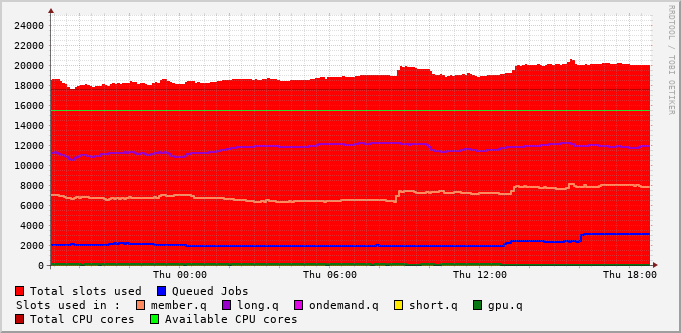 24000
22000
20000
18000
16000
14000
12000
10000
8000
6000
4000
2000
0
Thu 00:00 Thu 06:00 Thu 12:00 Thu 18:00
Total slots used Queued Jobs
Slots used in : member.q long.q ondemand.q short.q gpu.q
Total CPU cores Available CPU cores
RRDTOOL / TOBI OETIKER